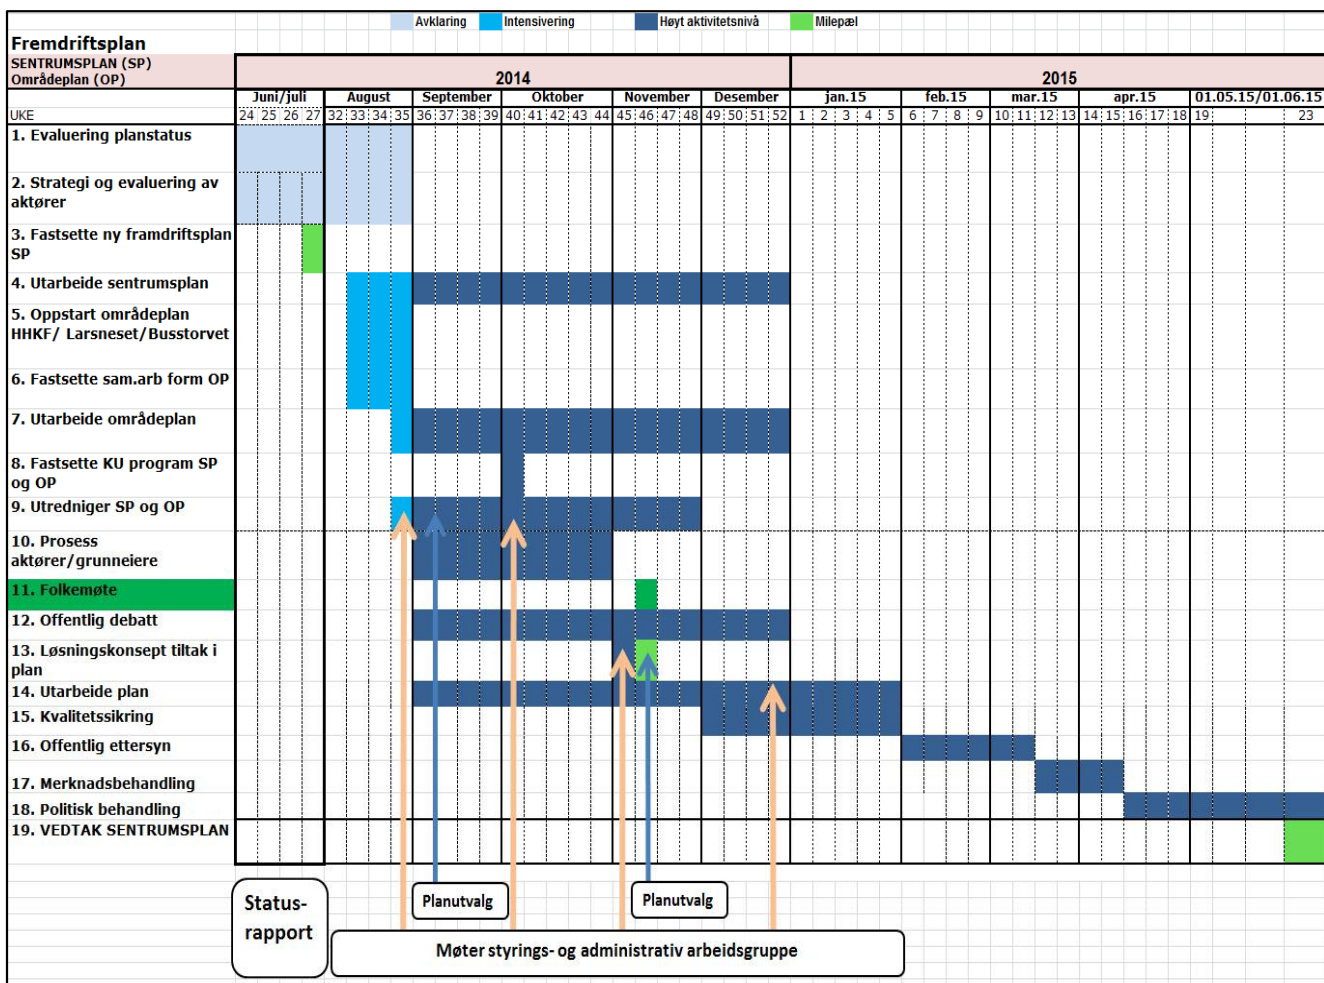 Avklaring Intensivering Høyt aktivitetsnivå Milepæl
Fremdriftsplan
SENTRUMSPLAN (SP)
Områdeplan (OP)
2014 2015
Juni/juli August September Oktober November Desember jan.15 feb.15 mar.15 apr.15 01.05.15/01.06.15
UKE 24 25 26 27 32 33 34 35 36 37 38 39 40 41 42 43 44 45 46 47 48 49 50 51 52 1 2 3 4 5 6 7 8 9 10 11 12 13 14 15 16 17 18 19 23
1. Evaluering planstatus
2. Strategi og evaluering av
aktører
3. Fastsette ny framdriftsplan
SP
4. Utarbeide sentrumsplan
5. Oppstart områdeplan
HHKF/ Larsneset/Busstorvet
6. Fastsette sam.arb form OP
7. Utarbeide områdeplan
8. Fastsette KU program SP
og OP
9. Utredniger SP og OP
10. Prosess
aktører/grunneiere
11. Folkemøte
12. Offentlig debatt
13. Løsningskonsept tiltak i
plan
14. Utarbeide plan
15. Kvalitetssikring
16. Offentlig ettersyn
17. Merknadsbehandling
18. Politisk behandling
19. VEDTAK SENTRUMSPLAN
Status-
rapport
Planutvalg
Planutvalg
Møter styrings- og administrativ arbeidsgruppe